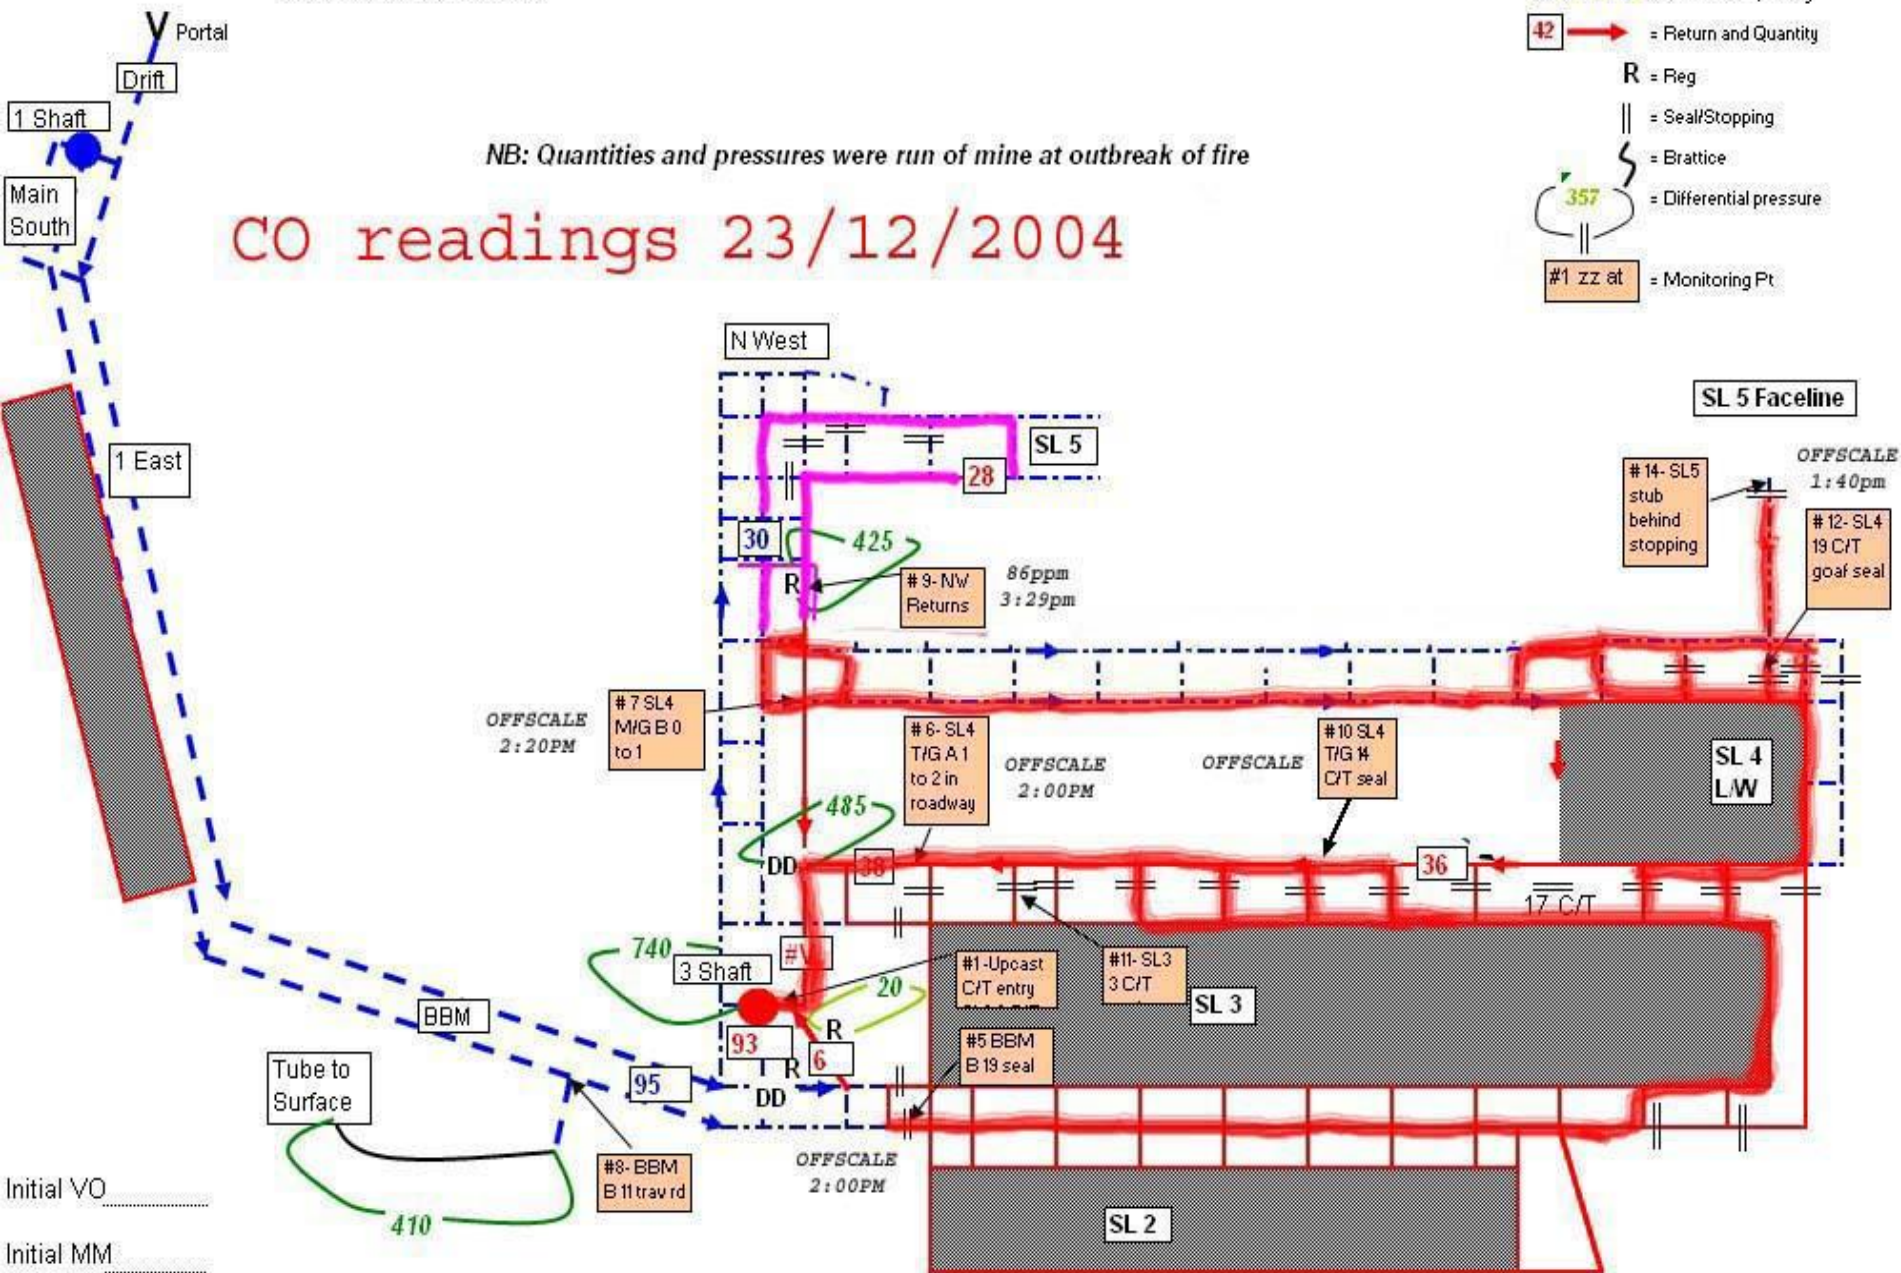 V Portal
Drift
1 Shaft
Main
South
42 = Return and Quantity
R = Reg
= Seal/Stopping
= Brattice
357 = Differential pressure
#1 zz at = Monitoring Pt
NB: Quantities and pressures were run of mine at outbreak of fire
CO readings 23/12/2004
N West
SL 5 Faceline
1 East
SL 5
28
OFFSCALE
1:40pm
# 14- SL5
stub
behind
stopping
# 12- SL4
19 C/T
goaf seal
30
425
R
# 9- NW
Returns
86ppm
3:29pm
OFFSCALE
2:20PM
# 7 SL4
M/G B 0
to 1
# 6- SL4
T/G A 1
to 2 in
roadway
OFFSCALE
2:00PM
OFFSCALE
#10 SL4
T/G 14
C/T seal
SL 4
L/W
485
DD
38
36
17 C/T
740
3 Shaft
#V
#1-Upcast
C/T entry
20
#11- SL3
3 C/T
SL 3
BBM
93
R
R
6
#5 BBM
B 19 seal
Tube to
Surface
95
DD
OFFSCALE
2:00PM
#8- BBM
B 11 trav rd
410
SL 2
Initial VO
Initial MM